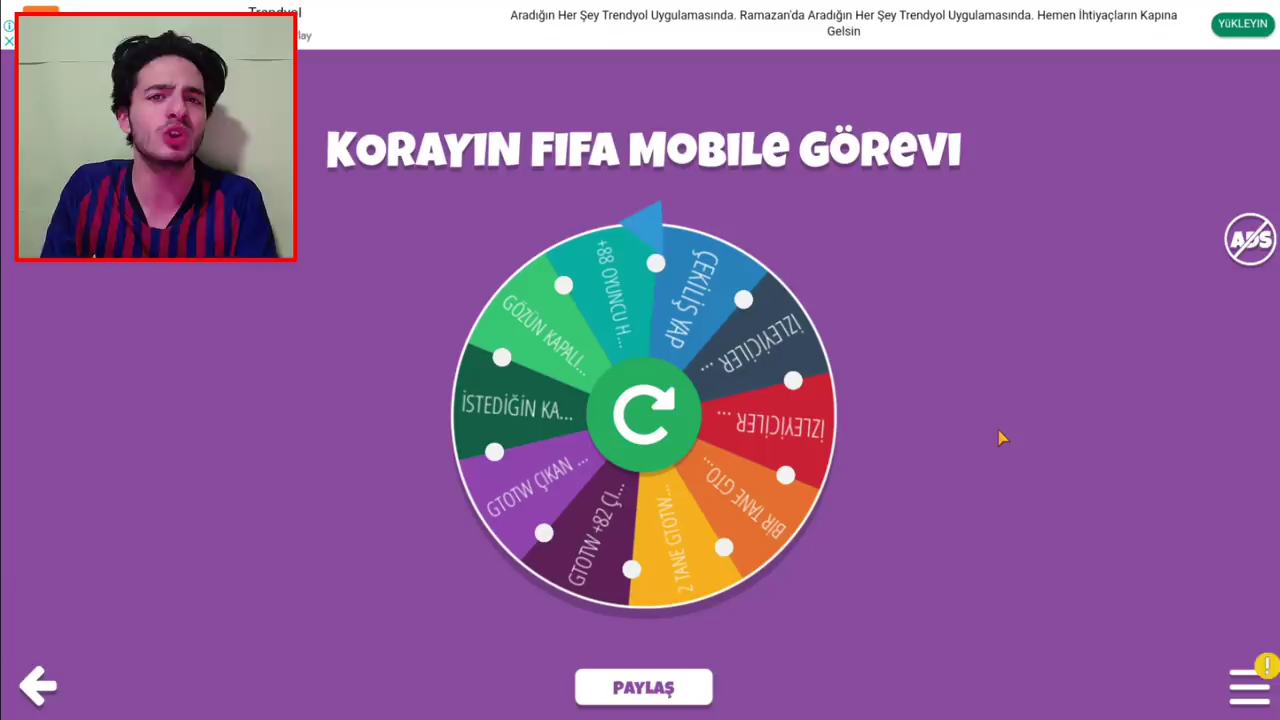 Trendyol
Aradığın Her Şey Trendyol Uygulamasında. Ramazan'da Aradığın Her Şey Trendyol Uygulamasında. Hemen İhtiyaçların Kapına
Gelsin
YÜKLEYIN
KORAYIN FIFA MOBILE GÖREVI
ADS
+88 OYUNCU H...
ÇEKİLİŞ YAP
İZLEYİCİLER ...
İZLEYİCİLER ...
BİR TANE GTO...
2 TANE GTOTW...
GTOTW +82 ÇI...
GTOTW ÇIKAN ...
İSTEDİĞİN KA...
GÖZÜN KAPALI...
PAYLAŞ
!